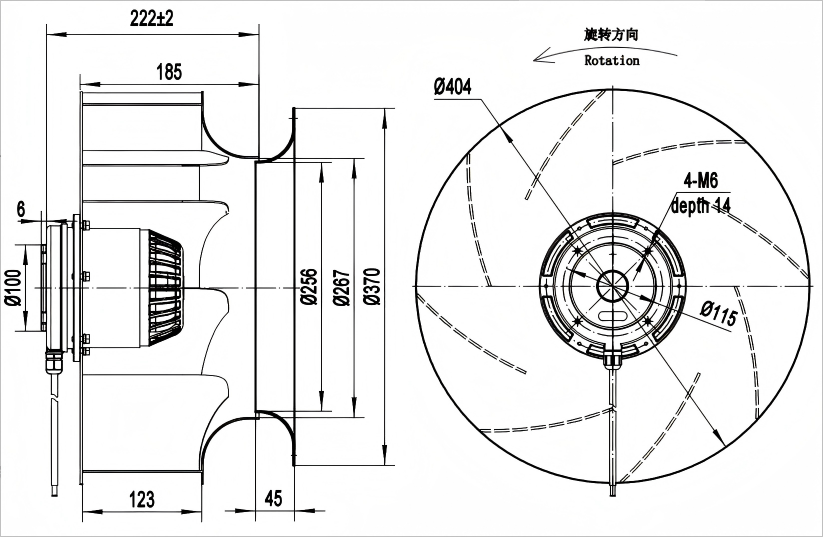 222±2
185
6
Ø100
Ø256
Ø267
Ø370
123
45
旋转方向
Rotation
Ø404
4-M6
depth 14
Ø115